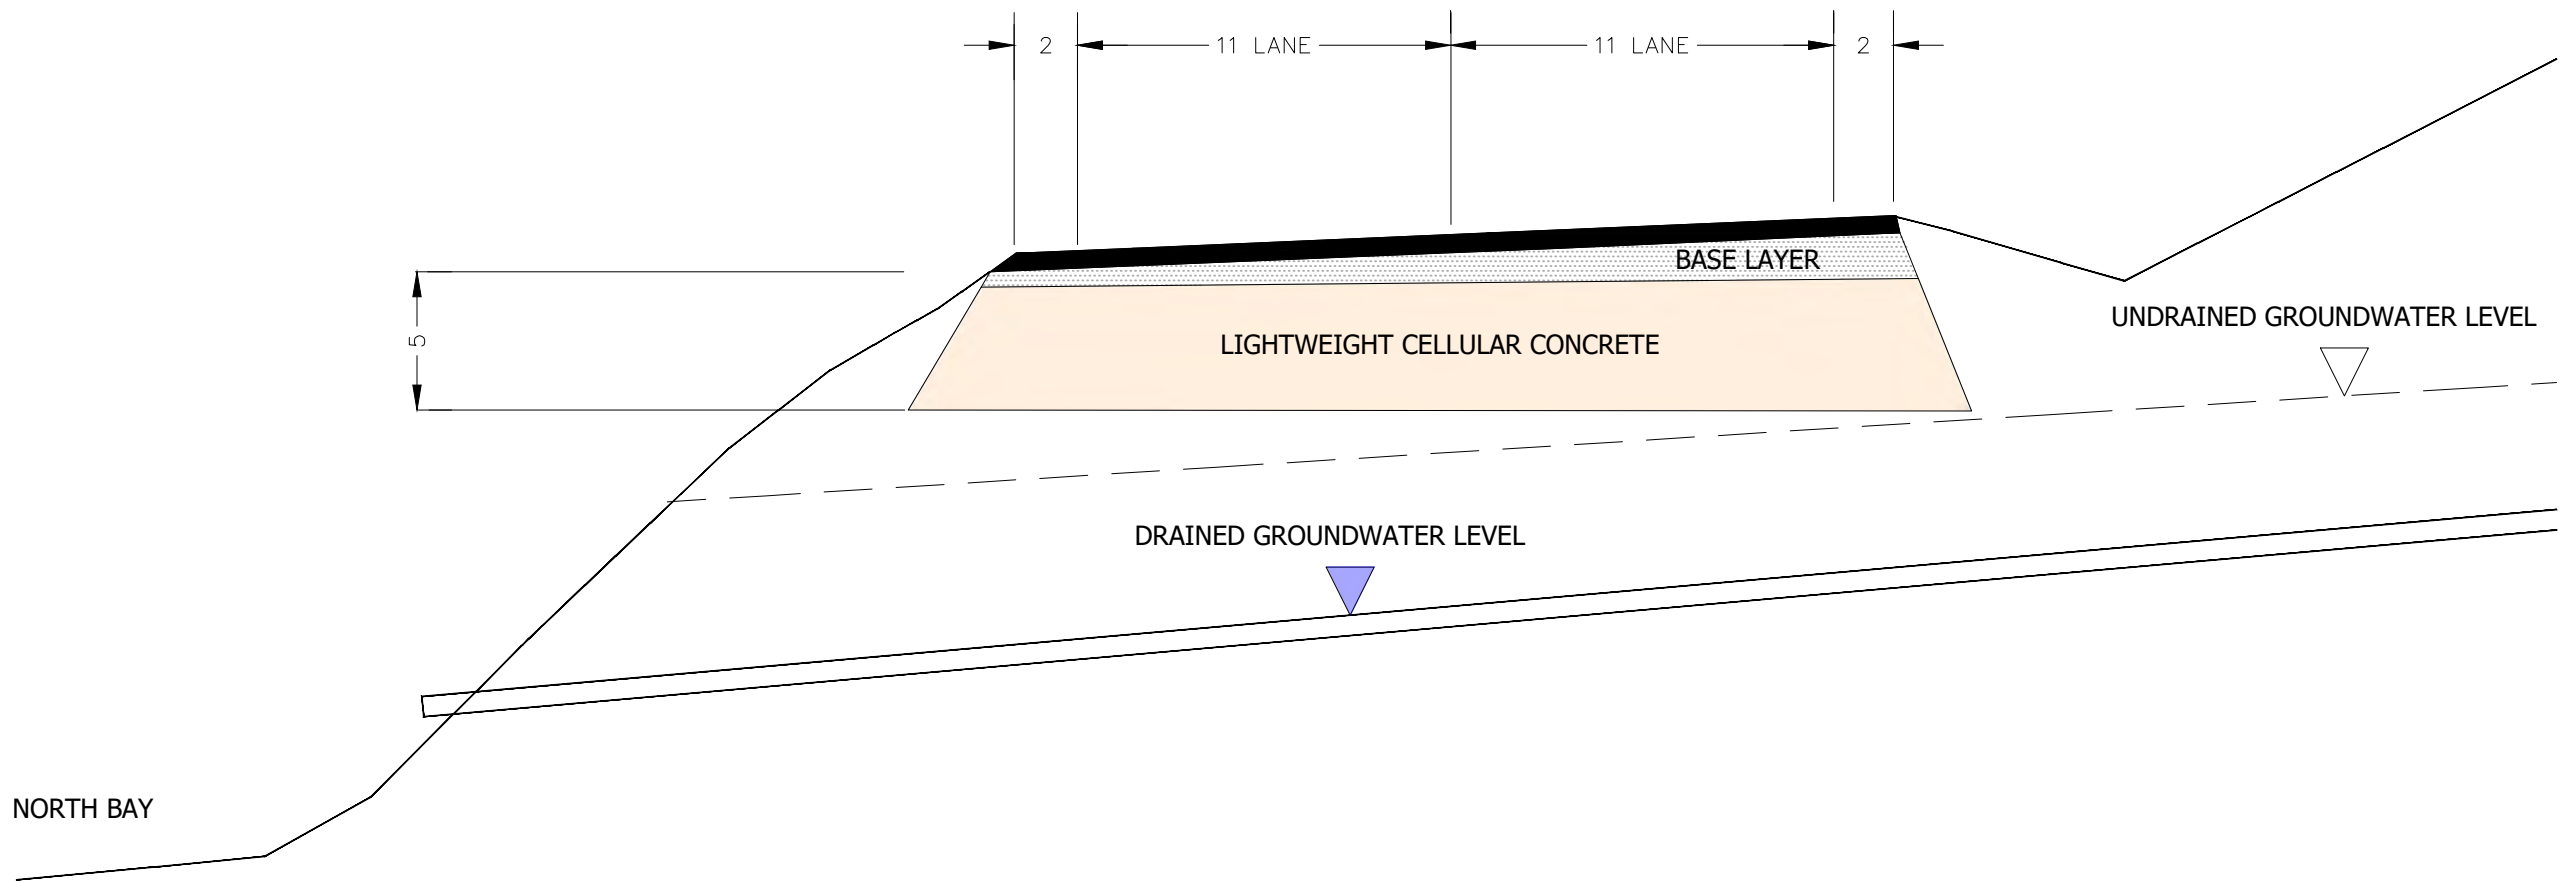 2
11 LANE
11 LANE
2
BASE LAYER
UNDRAINED GROUNDWATER LEVEL
5
LIGHTWEIGHT CELLULAR CONCRETE
DRAINED GROUNDWATER LEVEL
NORTH BAY